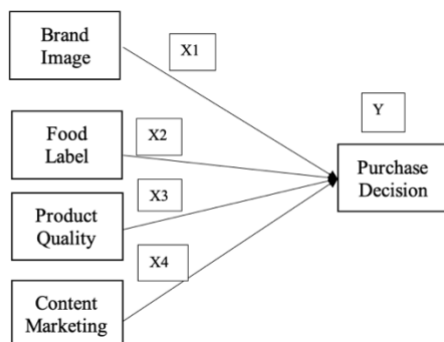 Brand
Image
X1
Y
Food
Label
X2
Purchase
Decision
X3
Product
Quality
X4
Content
Marketing